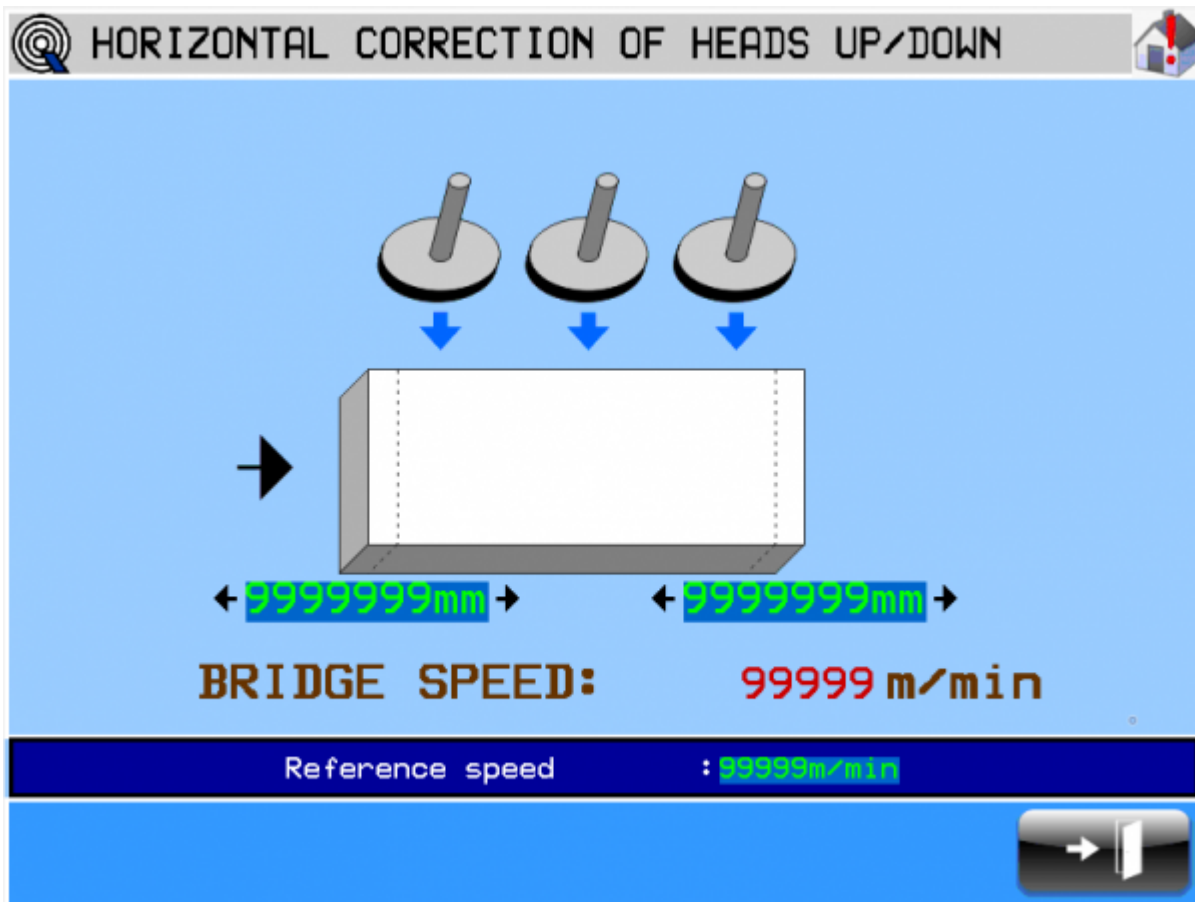 HORIZONTAL CORRECTION OF HEADS UP/DOWN
9999999mm 9999999mm
BRIDGE SPEED: 99999 m/min
Reference speed :99999m/min